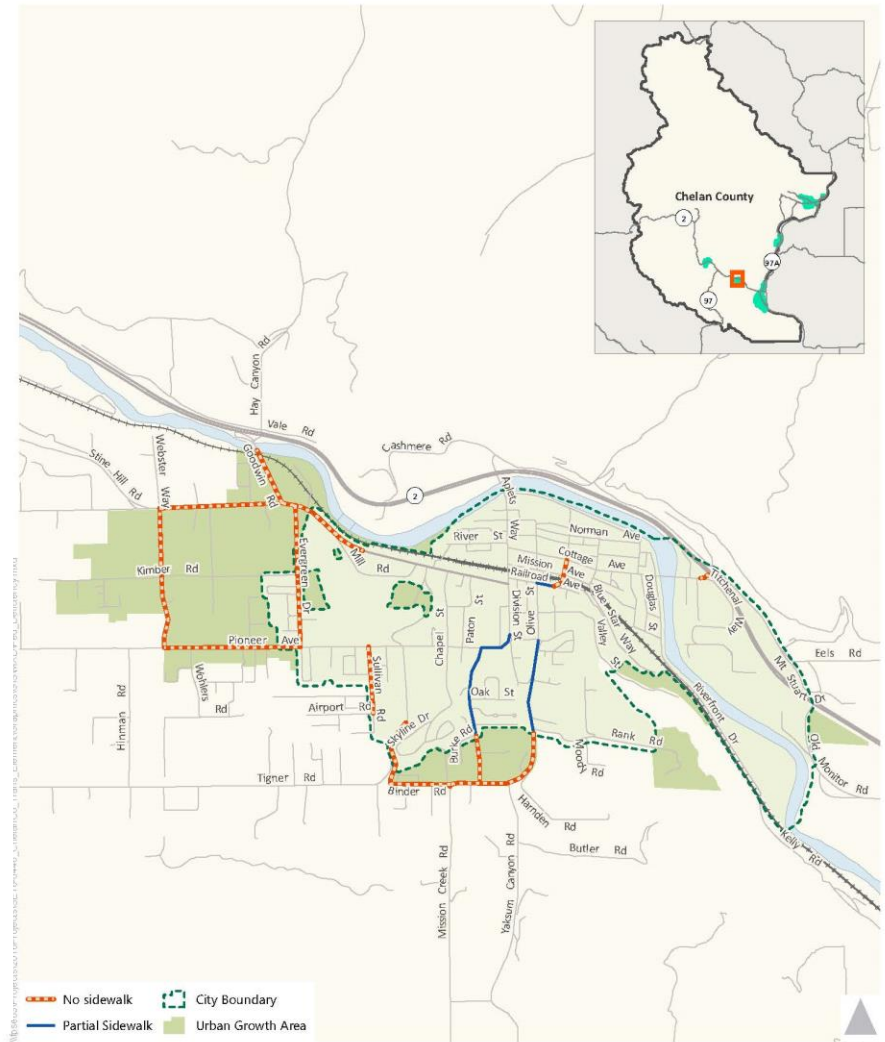 Chelan County
2
97A
97
Hay Canyon Rd
Vale Rd
Cashmere Rd
Goodwin Rd
Webster Way
Stine Hill Rd
2
Aplets Way
River St
Norman Ave
Mission Ave
Cottage Ave
Railroad Ave
Titchenal Way
Evergreen Dr
Mill Rd
Kimber Rd
Blue Star Way
Douglas St
Division St
Olive St
Chapel St
Paton St
Valley St
Pioneer Ave
Sullivan Rd
Mt Stuart Dr
Eels Rd
Wohlers Rd
Hinman Rd
Airport Rd
Oak St
Riverfront Dr
Skyline Dr
Burke Rd
Rank Rd
Moody Rd
Old Monitor Rd
Tigner Rd
Binder Rd
Harnden Rd
Kelly Rd
Butler Rd
Mission Creek Rd
Yaksum Canyon Rd
No sidewalk
City Boundary
Partial Sidewalk
Urban Growth Area